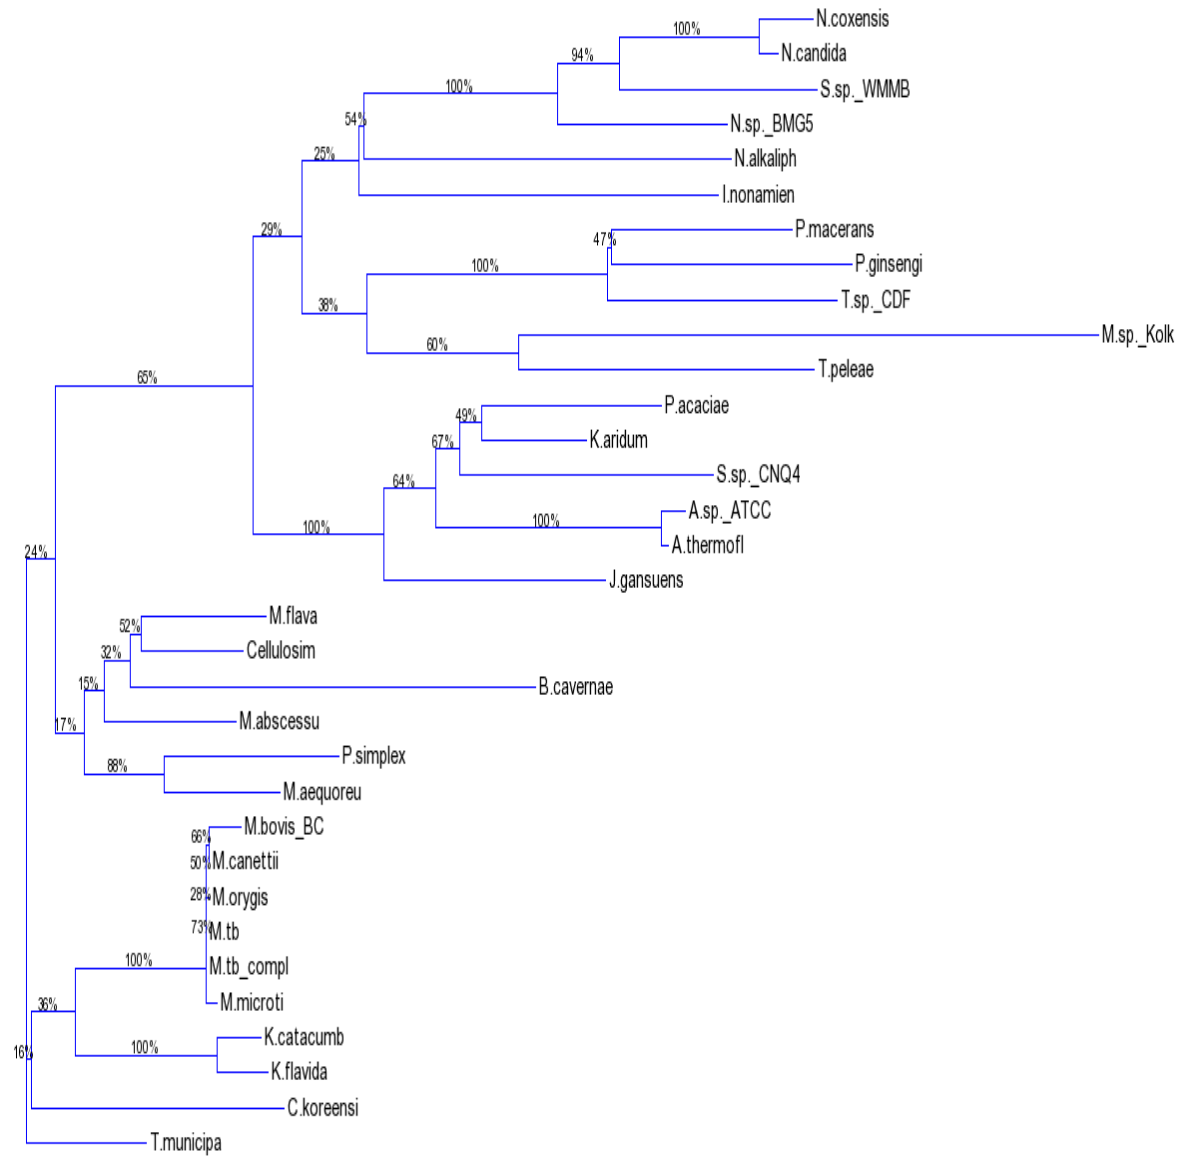 N.coxensis
100%
N.candida
94%
S.sp._WMMB
100%
54%
N.sp._BMG5
25%
N.alkaliph
I.nonamien
29%
P.macerans
47%
100%
P.ginsengi
38%
T.sp._CDF
M.sp._Kolk
60%
T.peleae
65%
P.acaciae
49%
67%
K.aridum
64%
S.sp._CNQ4
A.sp._ATCC
100%
100%
A.thermofl
24%
J.gansuens
M.flava
52%
32%
Cellulosim
15%
B.cavernae
17%
M.abscessu
P.simplex
88%
M.aequoreu
M.bovis_BC
66%
50%
M.canettii
28%
M.orygis
73%
M.tb
100%
M.tb_compl
36%
M.microti
K.catacumb
16%
100%
K.flavida
C.koreensi
T.municipa